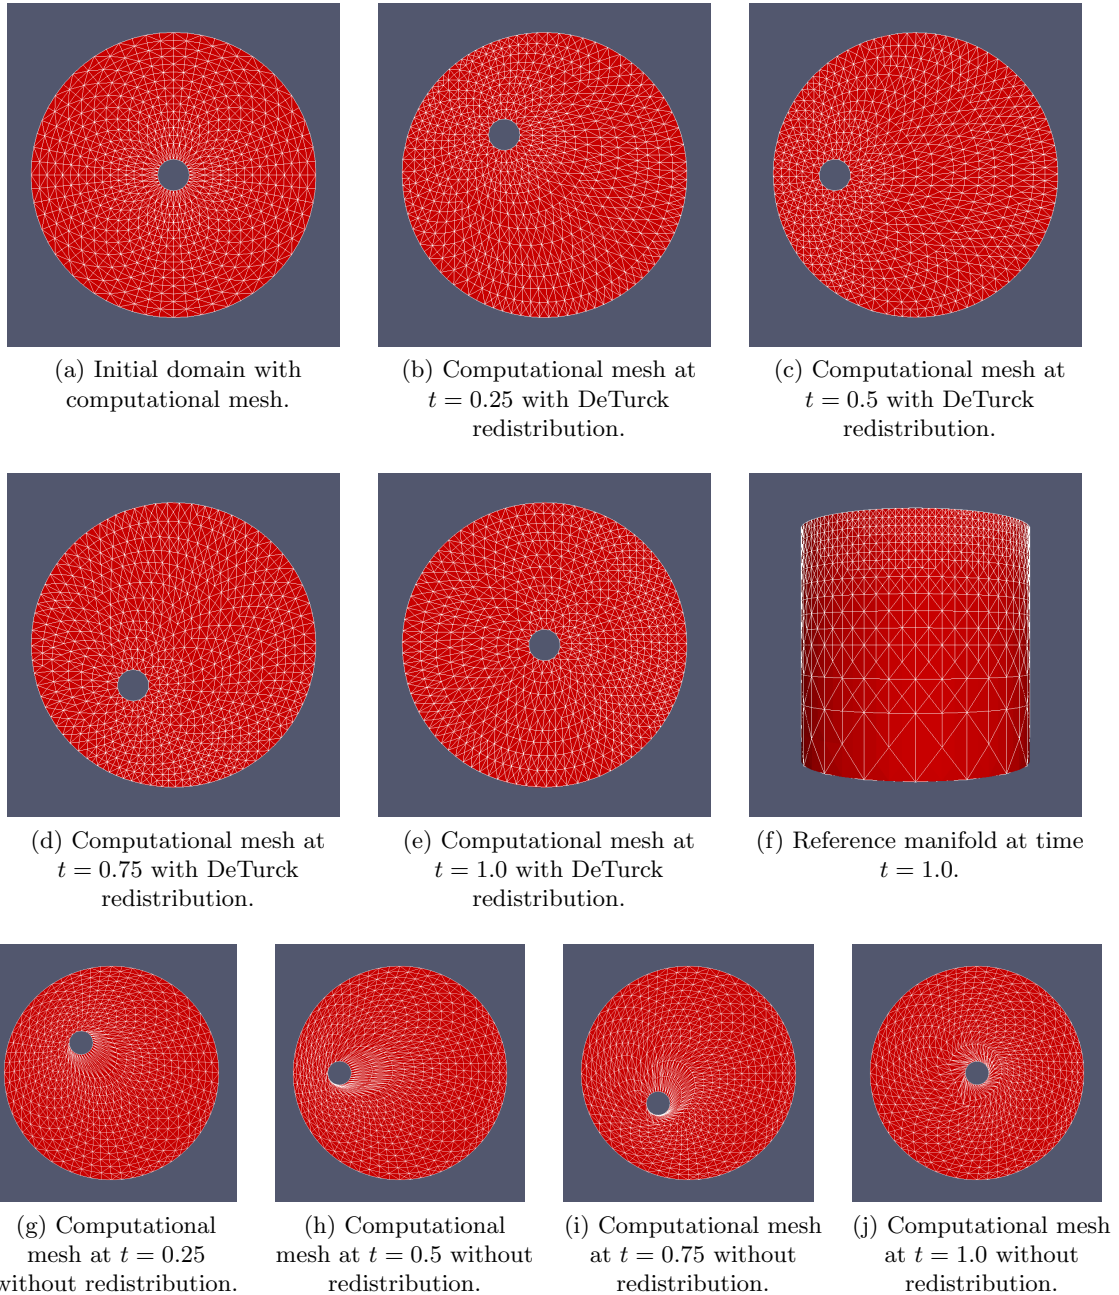 (a) Initial domain with
computational mesh.
(b) Computational mesh at
t = 0.25 with DeTurck
redistribution.
(c) Computational mesh at
t = 0.5 with DeTurck
redistribution.
(d) Computational mesh at
t = 0.75 with DeTurck
redistribution.
(e) Computational mesh at
t = 1.0 with DeTurck
redistribution.
(f) Reference manifold at time
t = 1.0.
(g) Computational
mesh at t = 0.25
without redistribution.
(h) Computational
mesh at t = 0.5 without
redistribution.
(i) Computational mesh
at t = 0.75 without
redistribution.
(j) Computational mesh
at t = 1.0 without
redistribution.